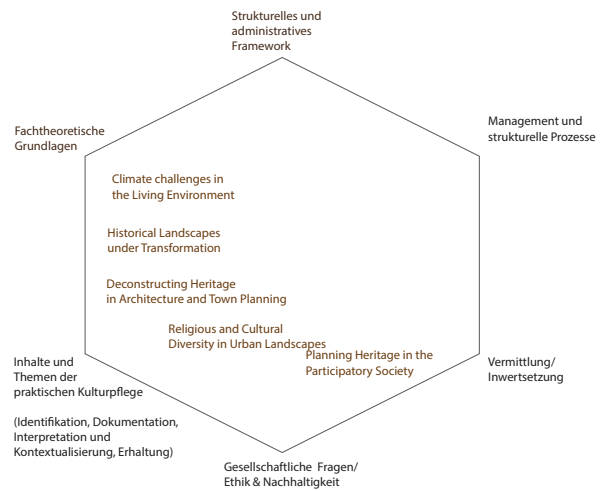 Strukturelles und
administratives
Framework
Management und
strukturelle Prozesse
Fachtheoretische
Grundlagen
Climate challenges in
the Living Environment
Historical Landscapes
under Transformation
Deconstructing Heritage
in Architecture and Town Planning
Religious and Cultural
Diversity in Urban Landscapes
Planning Heritage in the
Participatory Society
Inhalte und
Themen der
praktischen Kulturpflege
(Identifikation, Dokumentation,
Interpretation und
Kontextualisierung, Erhaltung)
Vermittlung/
Inwertsetzung
Gesellschaftliche Fragen/
Ethik & Nachhaltigkeit